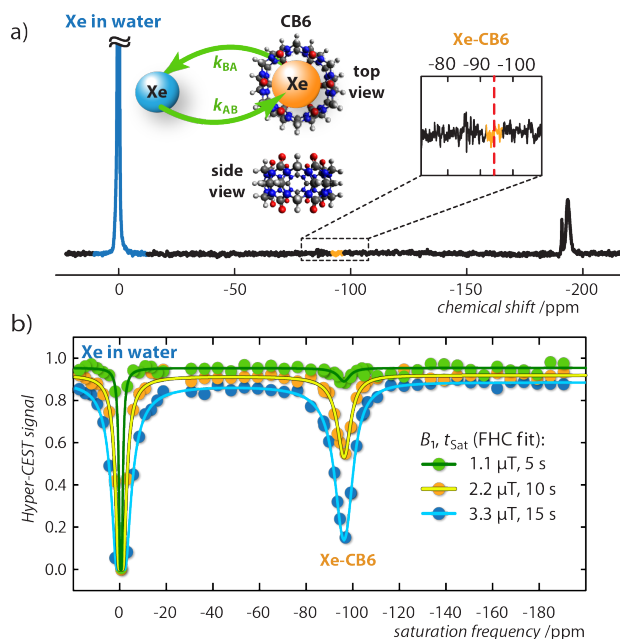 a)
Xe in water
CB6
Xe-CB6
-80 -90 -100
k_BA
Xe
Xe
k_AB
top
view
side
view
0 -50 -100 -150 -200
chemical shift /ppm
b)
Xe in water
1.0
0.8
0.6
0.4
0.2
0.0
Hyper-CEST signal
B₁, t_Sat (FHC fit):
1.1 µT, 5 s
2.2 µT, 10 s
3.3 µT, 15 s
Xe-CB6
0 -20 -40 -60 -80 -100 -120 -140 -160 -180
saturation frequency /ppm